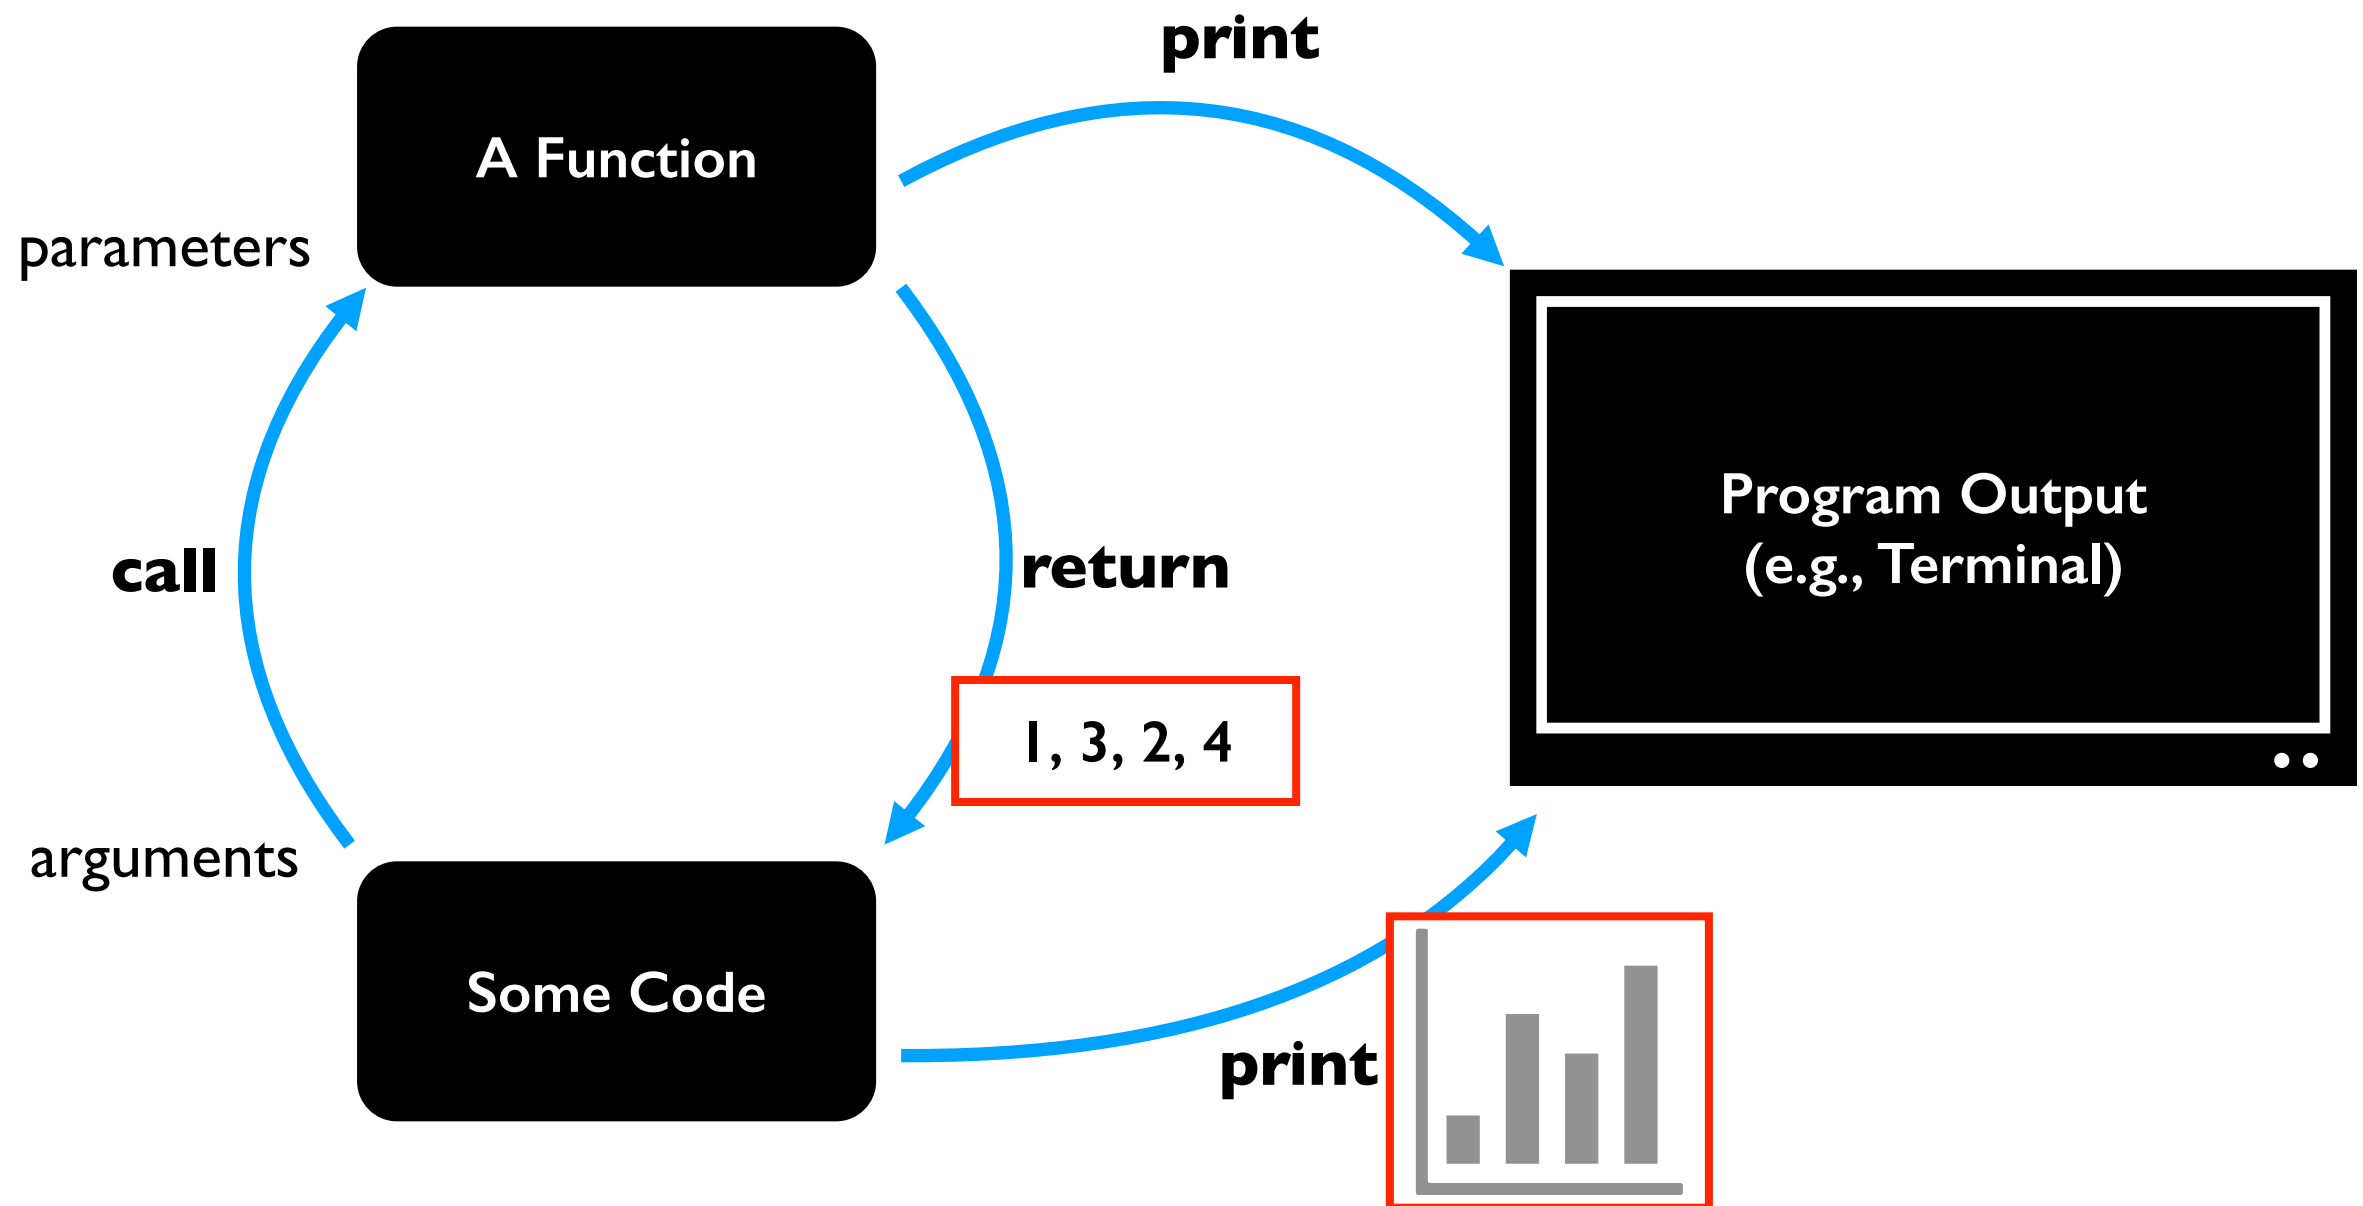 print
A Function
parameters
call
return
Program Output
(e.g., Terminal)
1, 3, 2, 4
arguments
Some Code
print